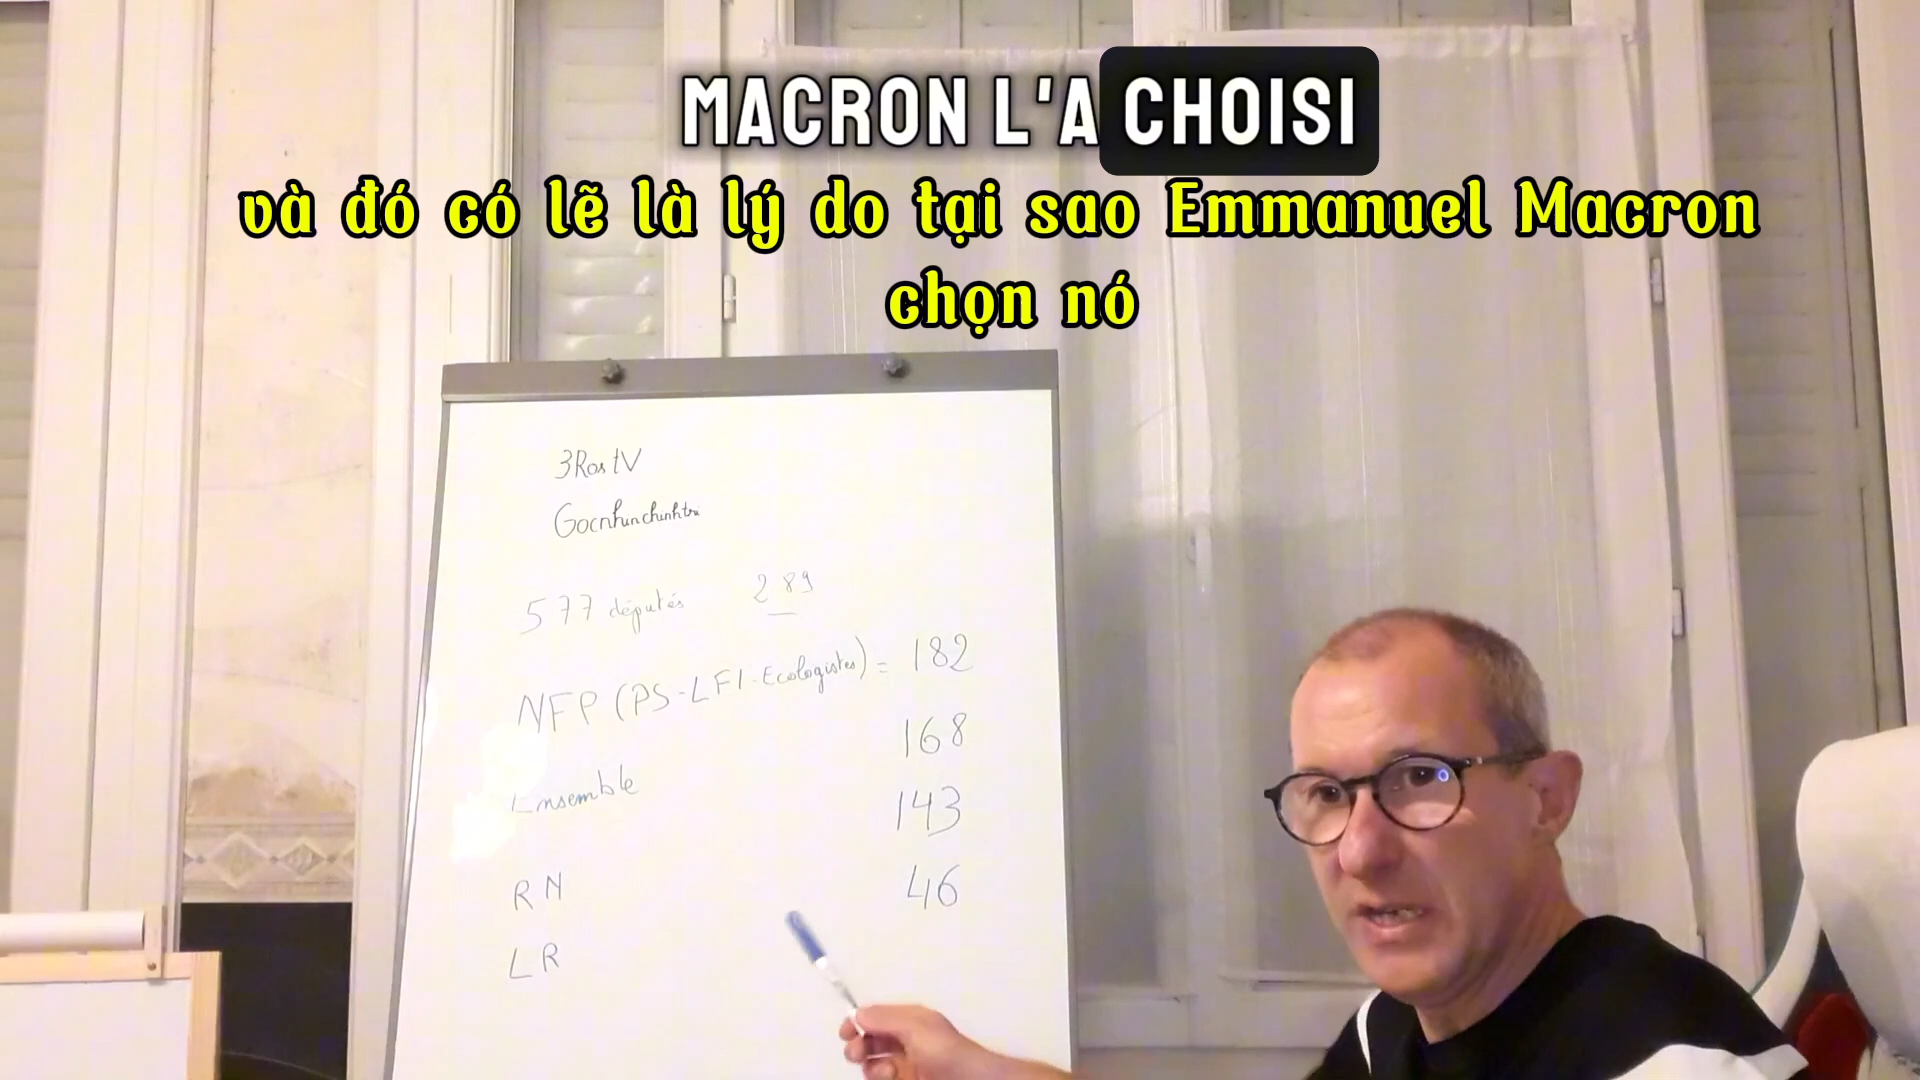 MACRON L'A CHOISI
và đó có lẽ là lý do tại sao Emmanuel Macron
chọn nó
3Ros tV
Gocnhinchinhtri
577 députés 289
NFP (PS-LFI-Ecologistes) = 182
Ensemble 168
RN 143
LR 46